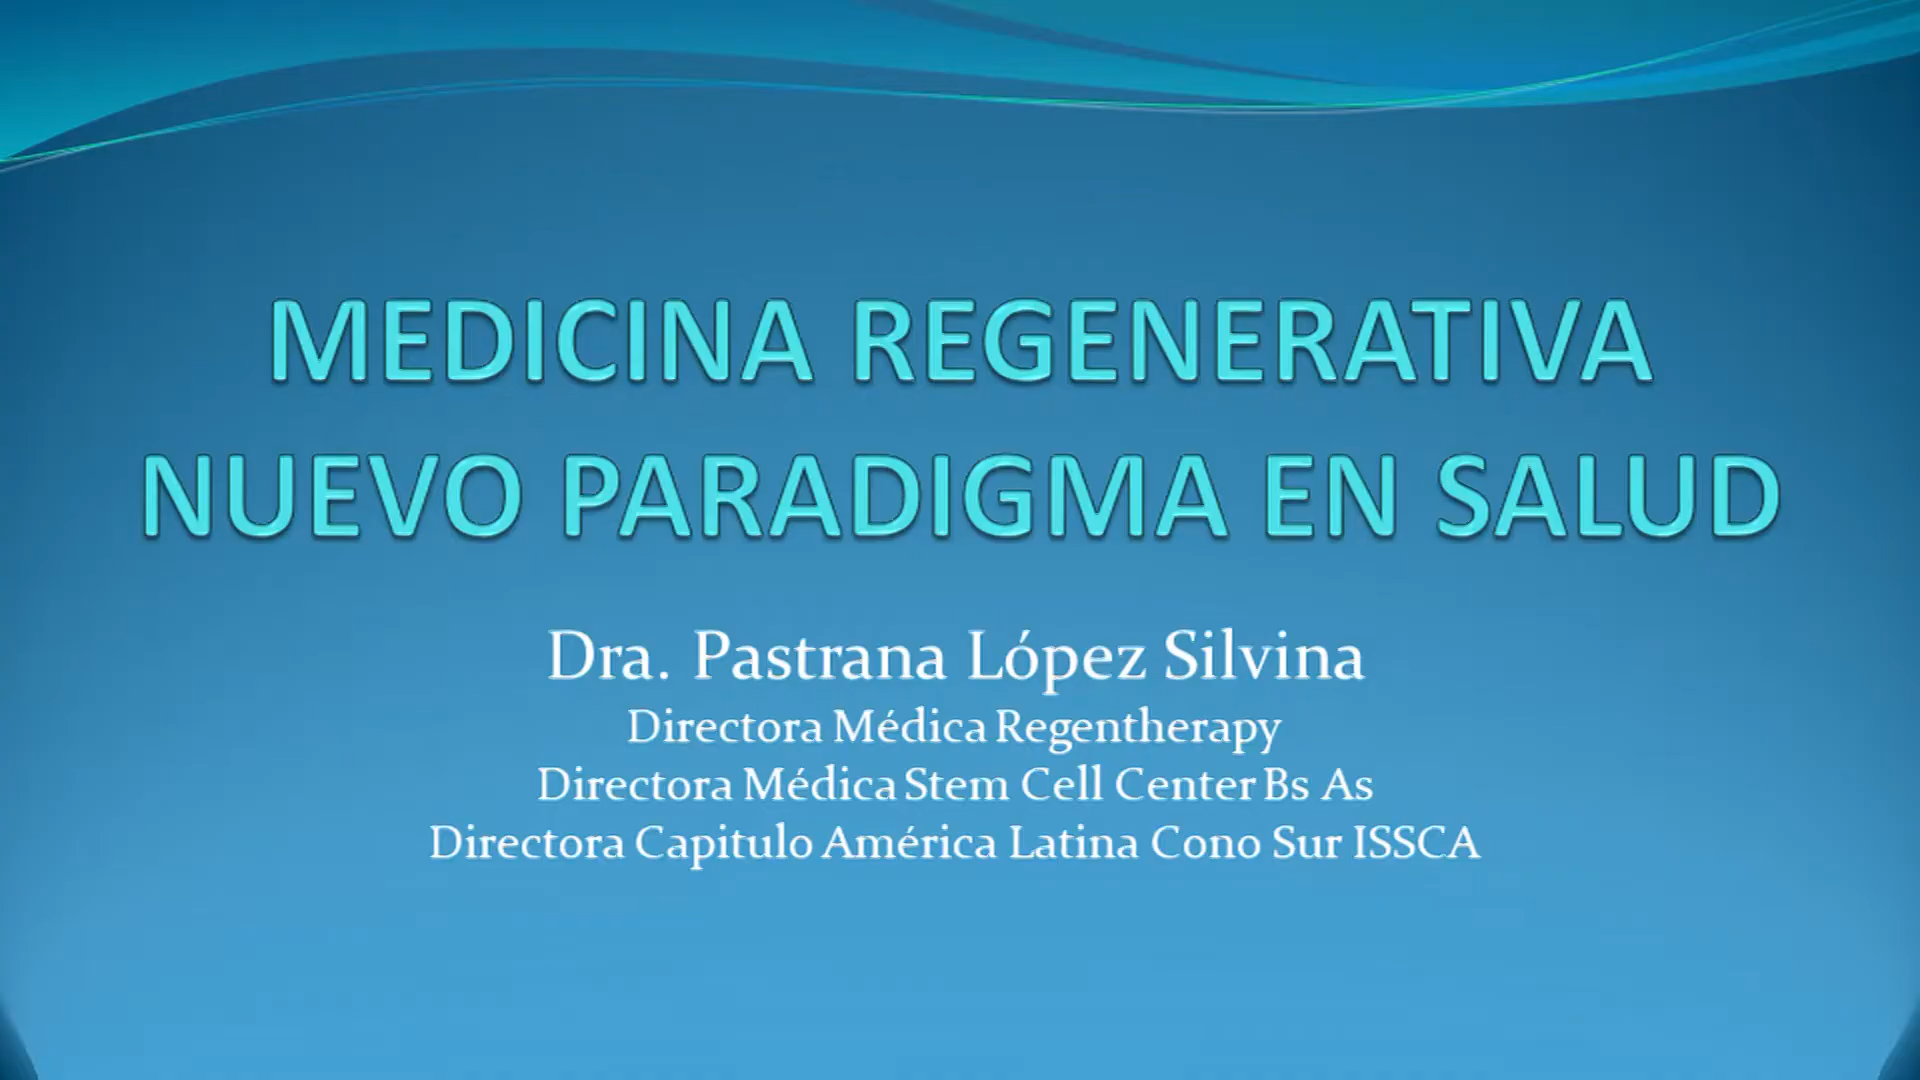 MEDICINA REGENERATIVA
NUEVO PARADIGMA EN SALUD
Dra. Pastrana López Silvina
Directora Médica Regentherapy
Directora Médica Stem Cell Center Bs As
Directora Capitulo América Latina Cono Sur ISSCA